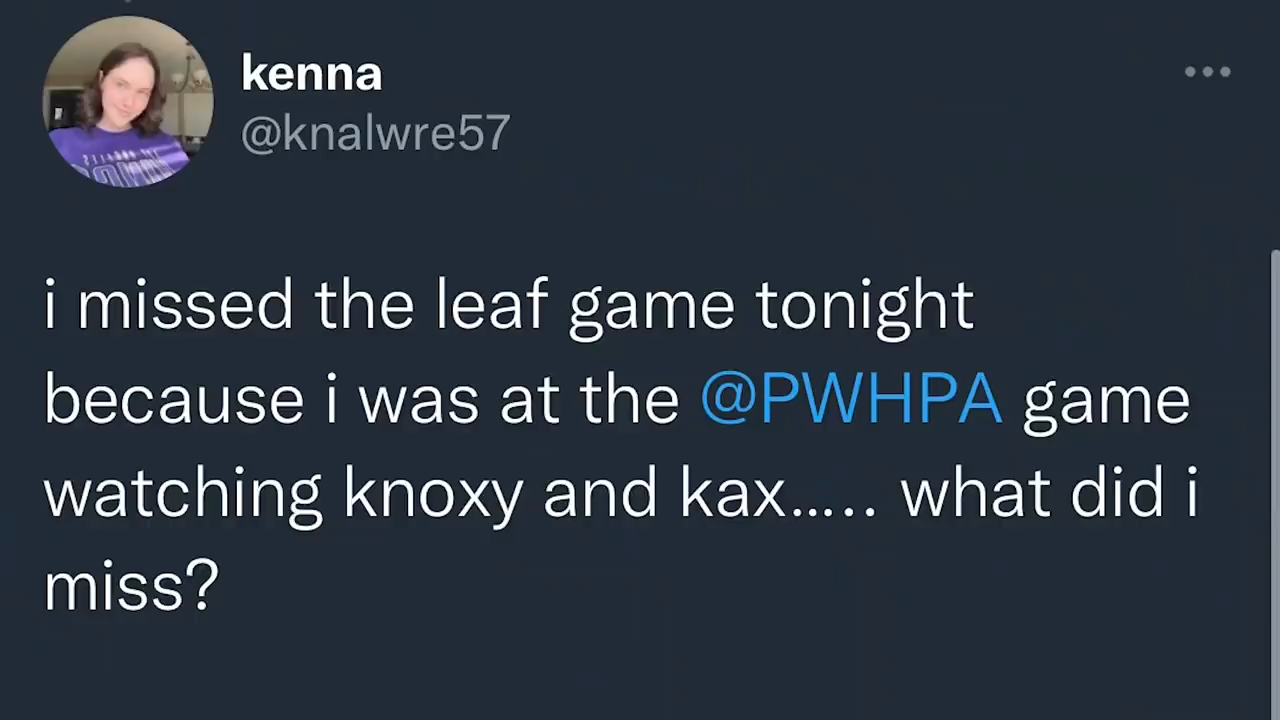 kenna
@knalwre57
i missed the leaf game tonight
because i was at the @PWHPA game
watching knoxy and kax..... what did i
miss?